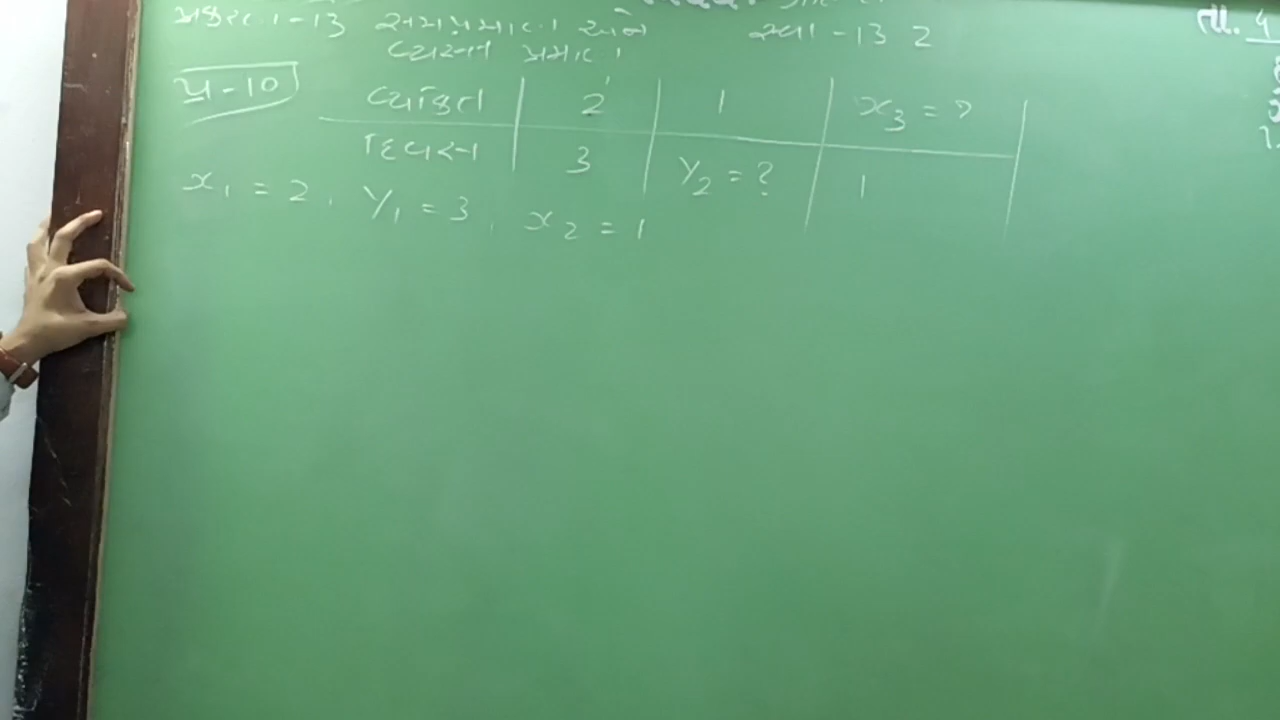 પ્રકરણ-13 સમપ્રમાણ અને સ્વા-13.2
વ્યસ્ત પ્રમાણ
તા. 4
પ્ર-10
વ્યક્તિ 2 1 x₃ = ?
દિવસ 3 y₂ = ? 1
x₁ = 2, y₁ = 3, x₂ = 1